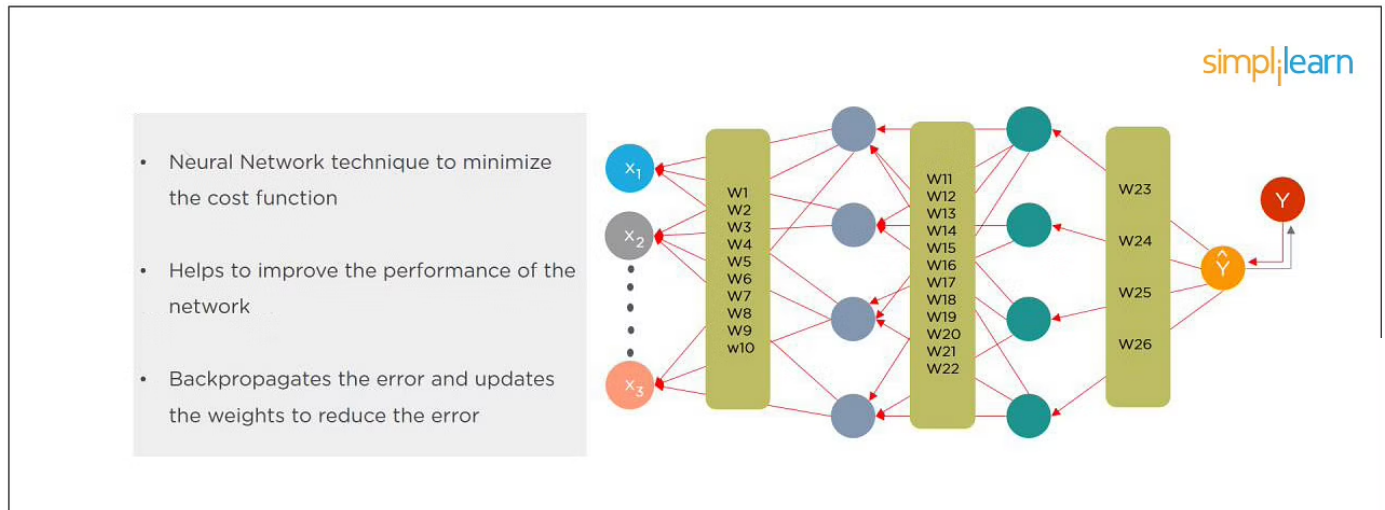 simplilearn
• Neural Network technique to minimize
the cost function
• Helps to improve the performance of the
network
• Backpropagates the error and updates
the weights to reduce the error
X1
X2
X3
W1
W2
W3
W4
W5
W6
W7
W8
W9
w10
W11
W12
W13
W14
W15
W16
W17
W18
W19
W20
W21
W22
W23
W24
W25
W26
Ŷ
Y